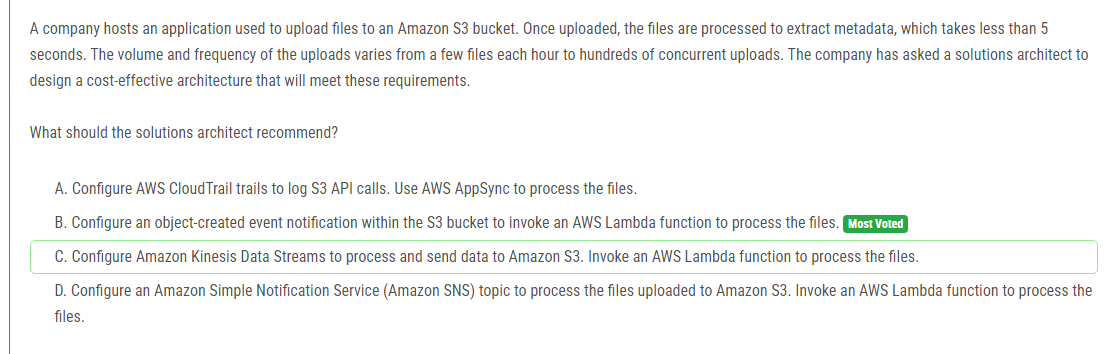 A company hosts an application used to upload files to an Amazon S3 bucket. Once uploaded, the files are processed to extract metadata, which takes less than 5
seconds. The volume and frequency of the uploads varies from a few files each hour to hundreds of concurrent uploads. The company has asked a solutions architect to
design a cost-effective architecture that will meet these requirements.
What should the solutions architect recommend?
A. Configure AWS CloudTrail trails to log S3 API calls. Use AWS AppSync to process the files.
B. Configure an object-created event notification within the S3 bucket to invoke an AWS Lambda function to process the files. Most Voted
C. Configure Amazon Kinesis Data Streams to process and send data to Amazon S3. Invoke an AWS Lambda function to process the files.
D. Configure an Amazon Simple Notification Service (Amazon SNS) topic to process the files uploaded to Amazon S3. Invoke an AWS Lambda function to process the
files.